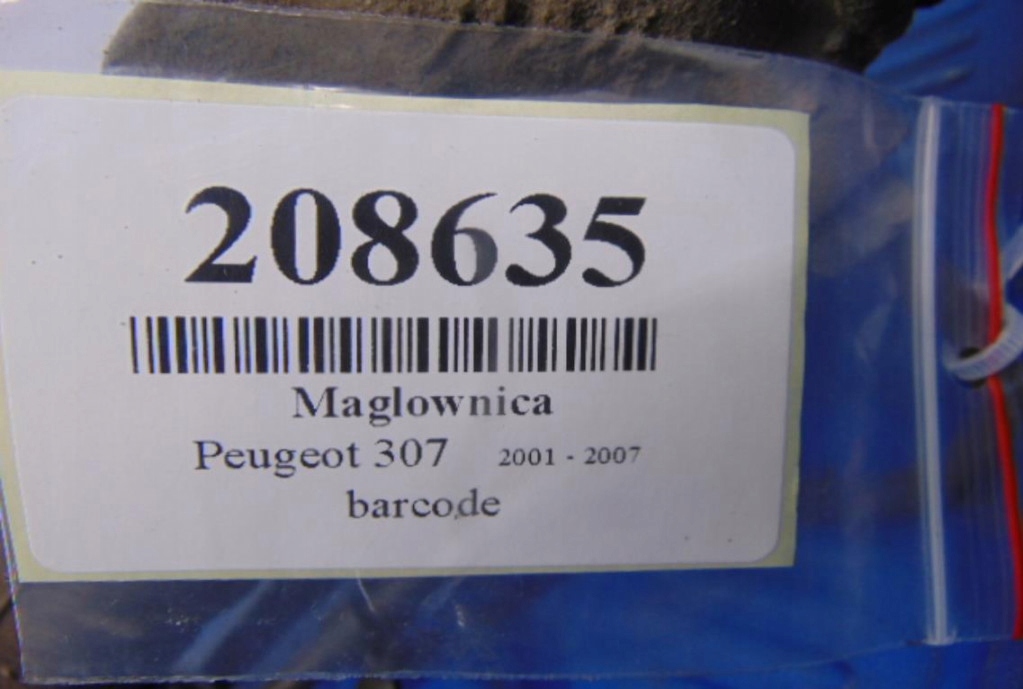 208635
Maglownica
Peugeot 307 2001 - 2007
barcode